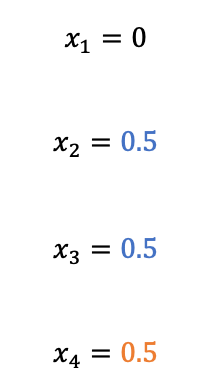 x₁ = 0
x₂ = 0.5
x₃ = 0.5
x₄ = 0.5